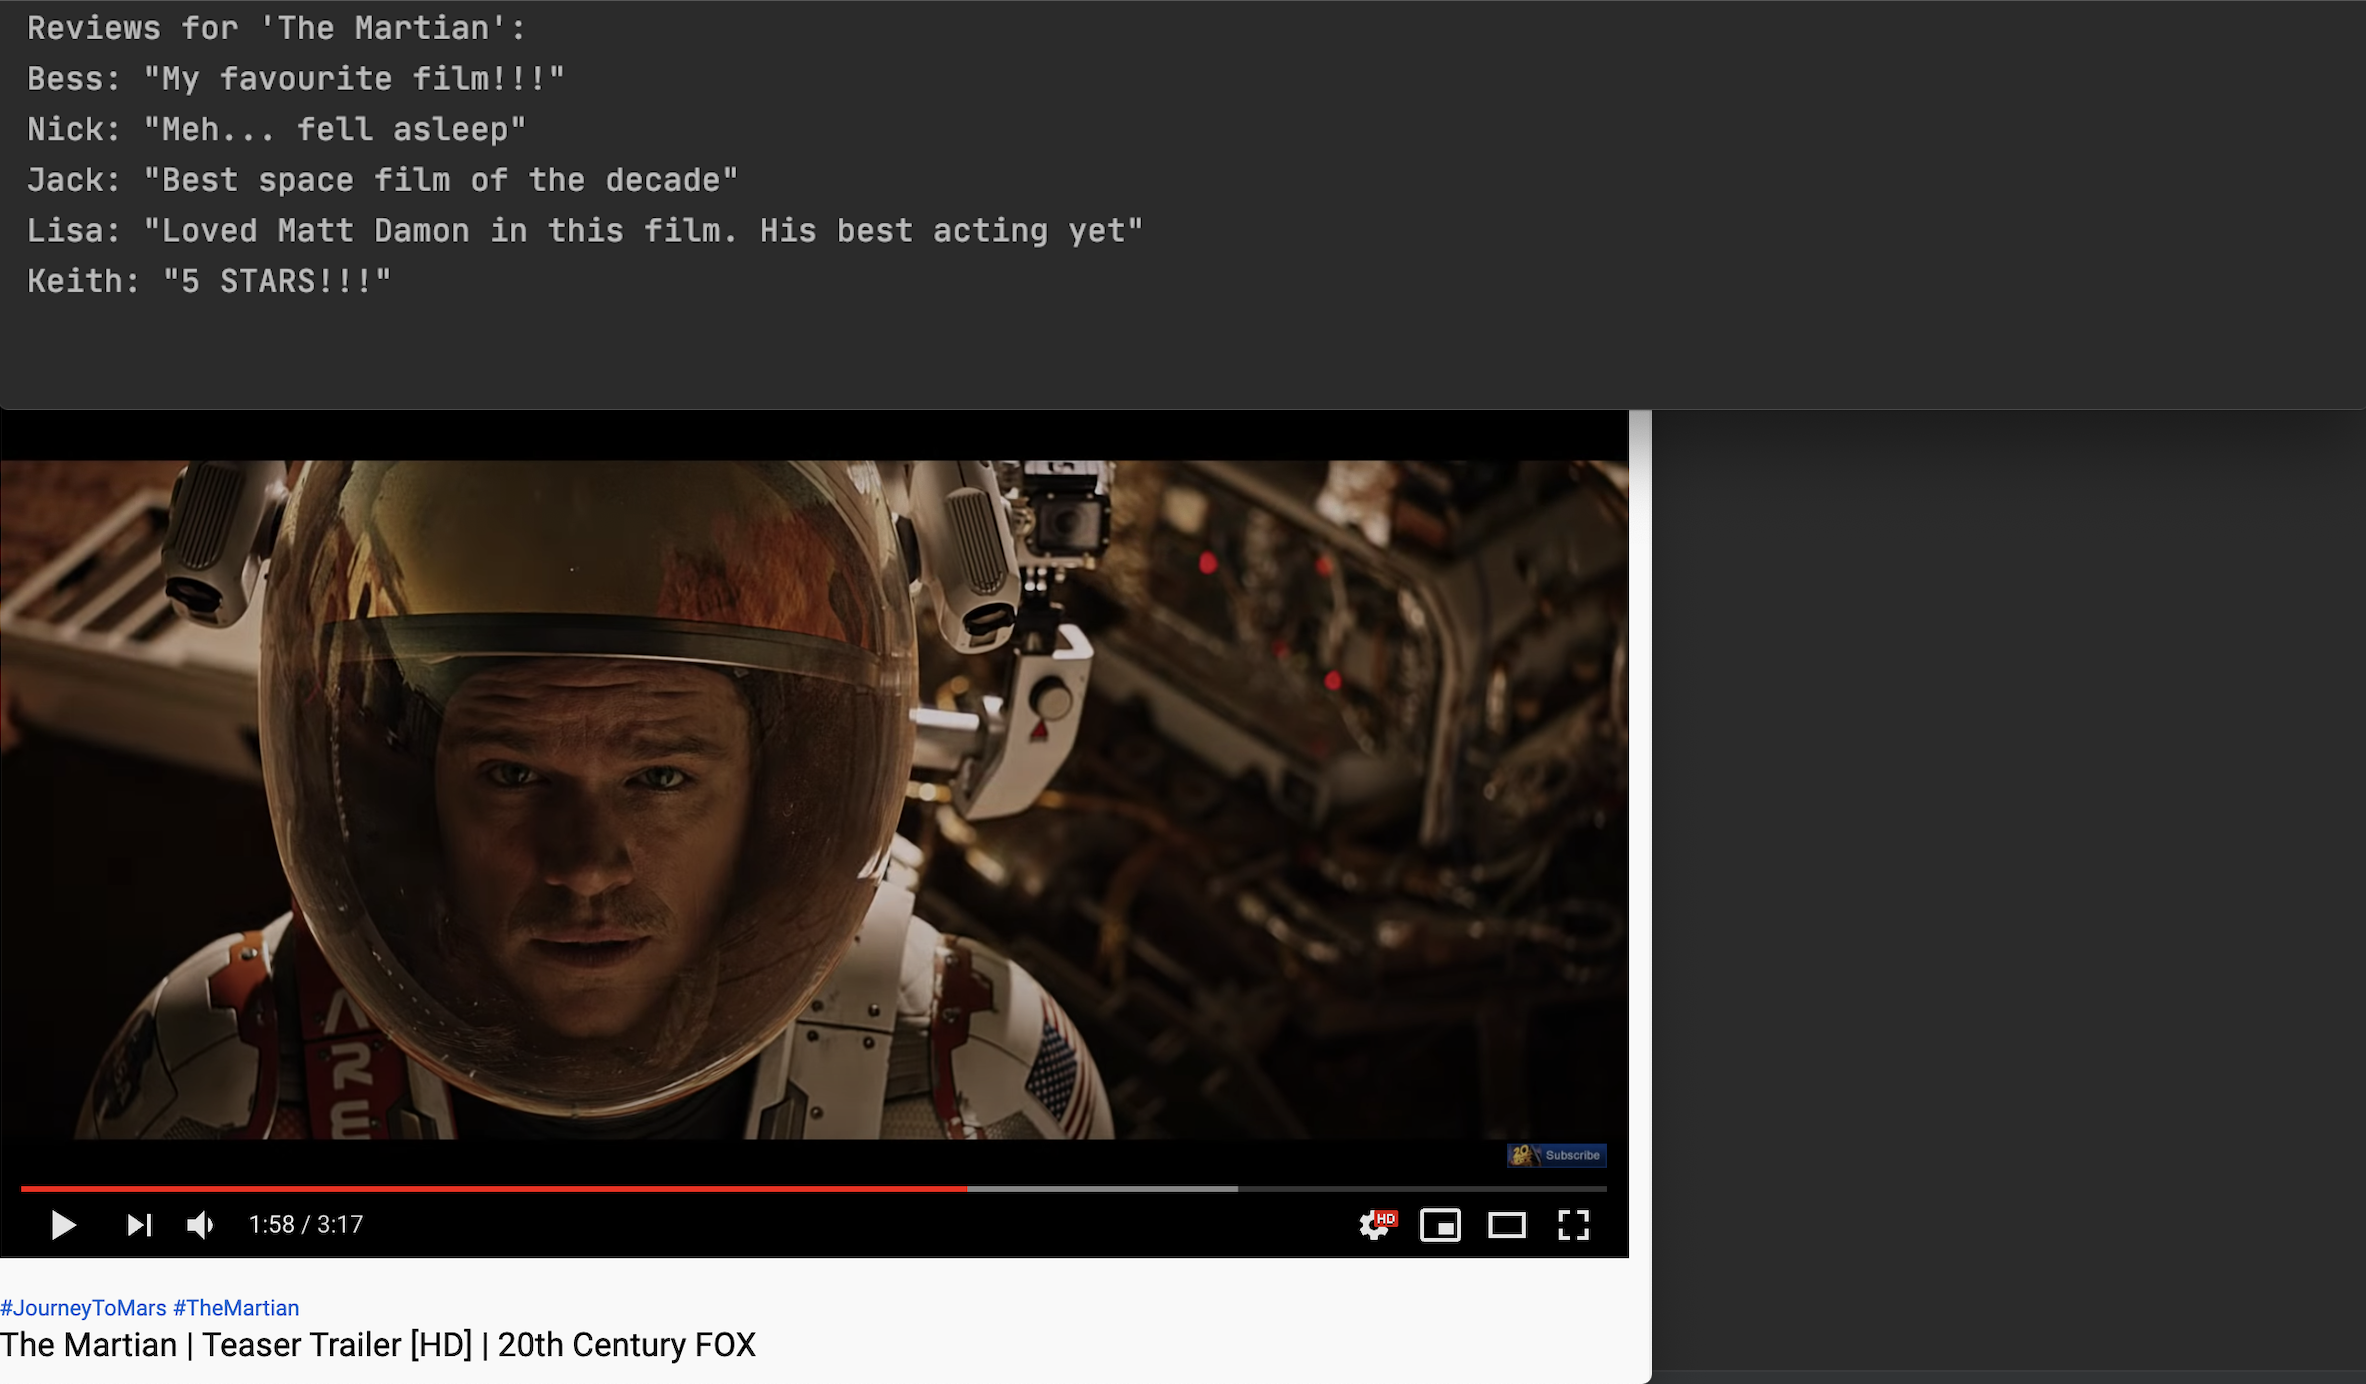 Reviews for 'The Martian':
Bess: "My favourite film!!!"
Nick: "Meh... fell asleep"
Jack: "Best space film of the decade"
Lisa: "Loved Matt Damon in this film. His best acting yet"
Keith: "5 STARS!!!"
ARE
20
Subscribe
1:58 / 3:17
HD
#JourneyToMars #TheMartian
The Martian | Teaser Trailer [HD] | 20th Century FOX